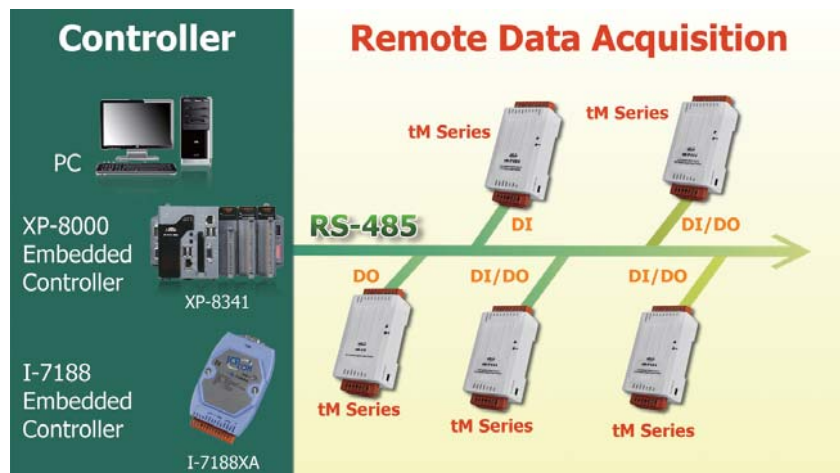 Controller
Remote Data Acquisition
PC
XP-8000
Embedded
Controller
XP-8341
I-7188
Embedded
Controller
I-7188XA
RS-485
tM Series
DI
tM Series
DI/DO
DO
tM Series
DI/DO
tM Series
DI/DO
tM Series